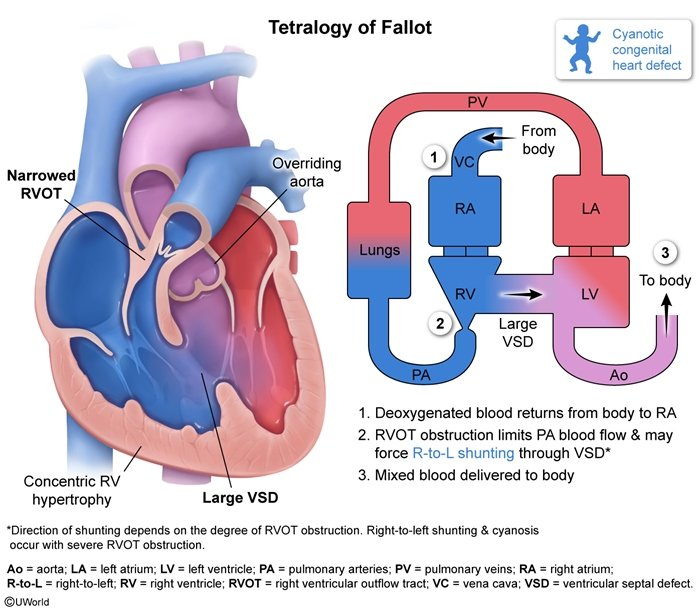 Tetralogy of Fallot
Cyanotic
congenital
heart defect
Narrowed
RVOT
Overriding
aorta
Concentric RV
hypertrophy
Large VSD
PV
From
body
1
VC
RA
LA
Lungs
3
To body
RV
LV
2
Large
VSD
PA
Ao
1. Deoxygenated blood returns from body to RA
2. RVOT obstruction limits PA blood flow & may
force R-to-L shunting through VSD*
3. Mixed blood delivered to body
*Direction of shunting depends on the degree of RVOT obstruction. Right-to-left shunting & cyanosis
occur with severe RVOT obstruction.
Ao = aorta; LA = left atrium; LV = left ventricle; PA = pulmonary arteries; PV = pulmonary veins; RA = right atrium;
R-to-L = right-to-left; RV = right ventricle; RVOT = right ventricular outflow tract; VC = vena cava; VSD = ventricular septal defect.
©UWorld